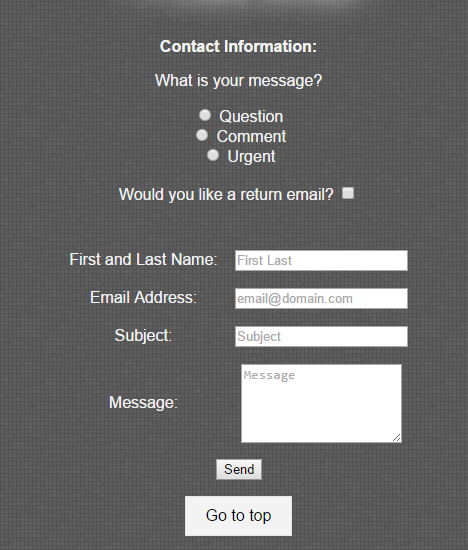 Contact Information:
What is your message?
Question
Comment
Urgent
Would you like a return email?
First and Last Name: First Last
Email Address: email@domain.com
Subject: Subject
Message: Message
Send
Go to top